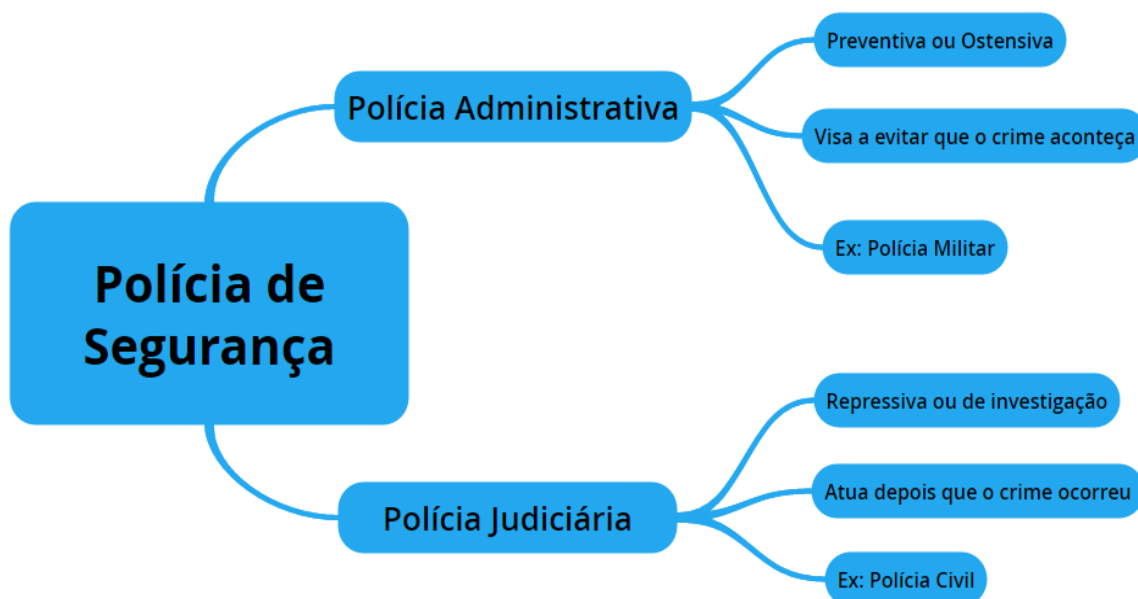 Polícia de
Segurança
Polícia Administrativa
Preventiva ou Ostensiva
Visa a evitar que o crime aconteça
Ex: Polícia Militar
Polícia Judiciária
Repressiva ou de investigação
Atua depois que o crime ocorreu
Ex: Polícia Civil